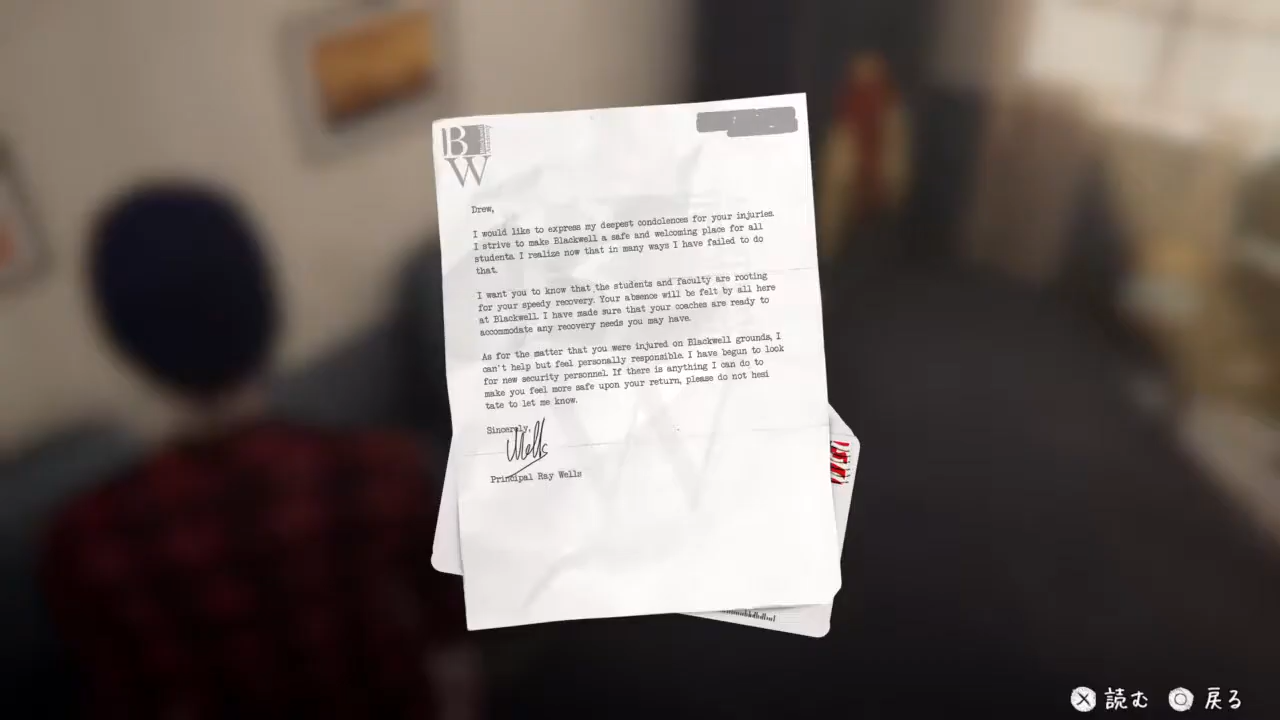 B
W
Drew,
I would like to express my deepest condolences for your injuries.
I strive to make Blackwell a safe and welcoming place for all
students. I realize now that in many ways I have failed to do
that.
I want you to know that the students and faculty are rooting
for your speedy recovery. Your absence will be felt by all here
at Blackwell. I have made sure that your coaches are ready to
accommodate any recovery needs you may have.
As for the matter that you were injured on Blackwell grounds, I
can't help but feel personally responsible. I have begun to look
for new security personnel. If there is anything I can do to
make you feel more safe upon your return, please do not hesi
tate to let me know.
Sincerely,
Wells
Principal Ray Wells
読む 戻る